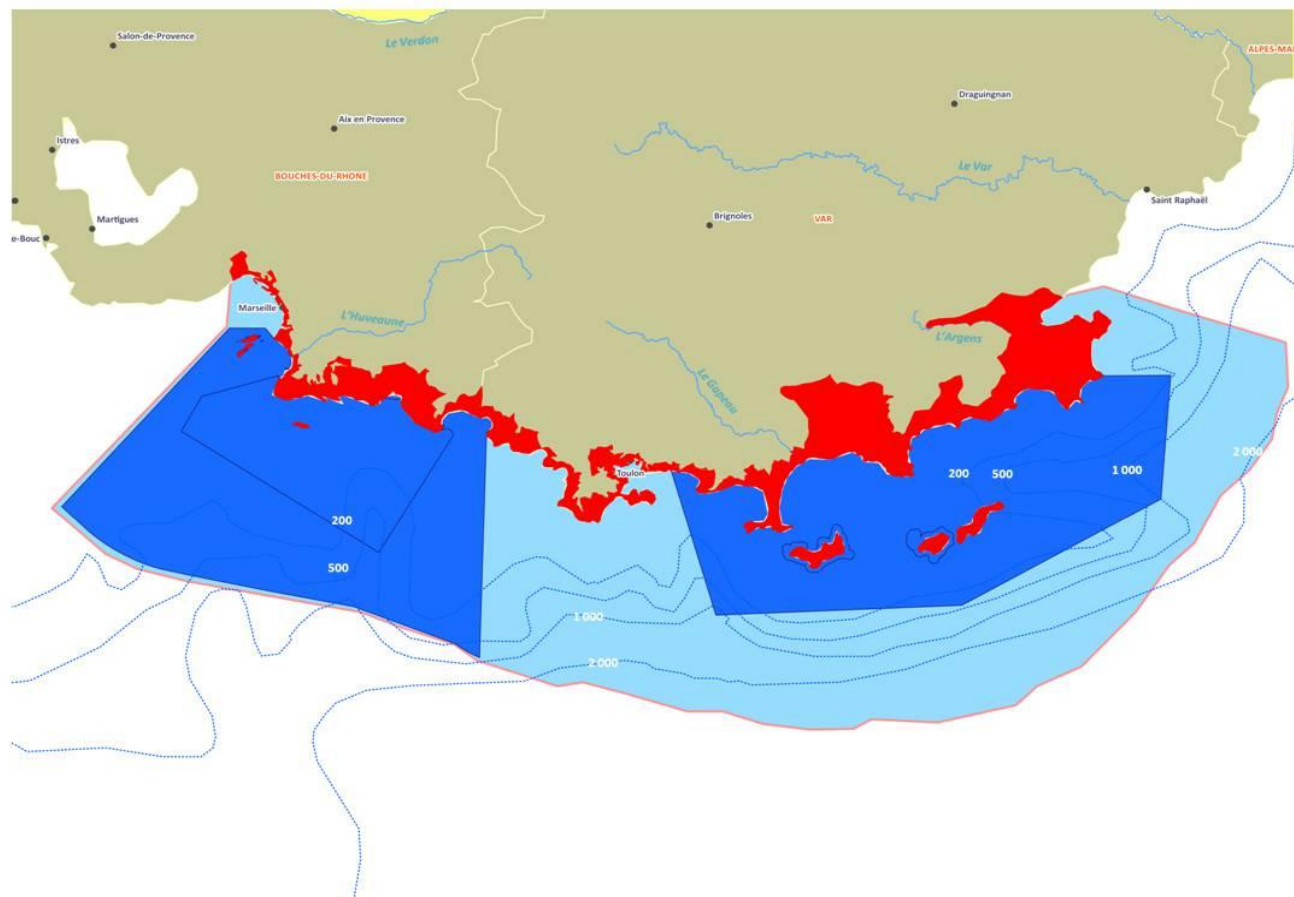 Salon-de-Provence
Le Verdon
ALPES-MA
Draguingnan
Aix en Provence
Istres
Le Var
BOUCHES-DU-RHONE
Saint Raphaël
Martigues
Brignoles
VAR
e-Bouc
Marseille
L'Huveaune
L'Argens
Le Gapeau
Toulon
200
500
1 000
2 000
200
500
1 000
2 000